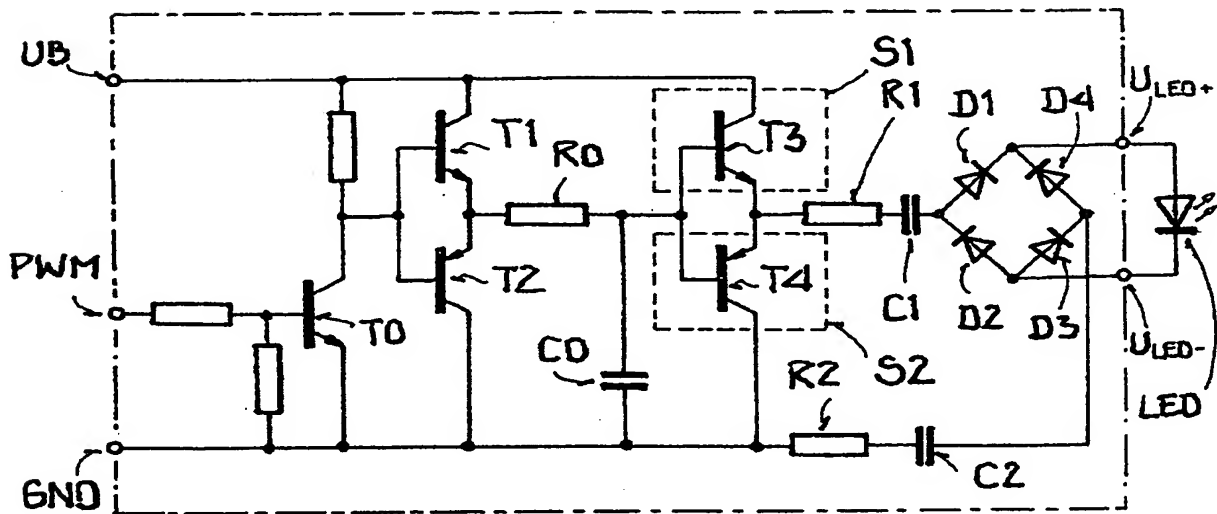 UB
S1
R1
D1
D4
ULED+
T1
R0
T3
PWM
T2
T4
C1
D2
D3
T0
C0
S2
ULED-
R2
LED
GND
C2